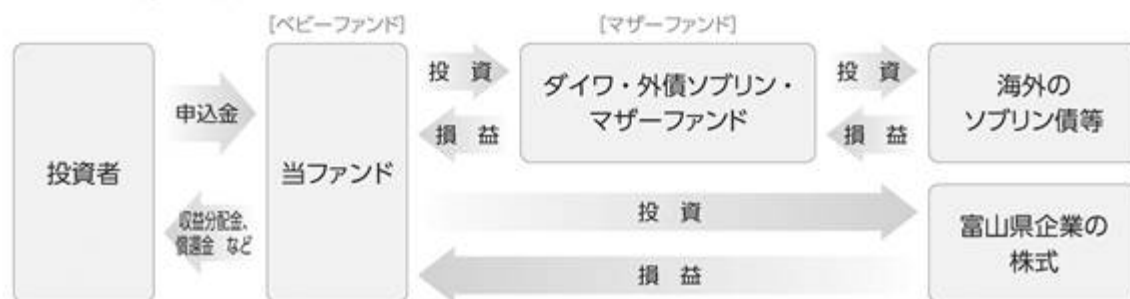 [ベビーファンド]
[マザーファンド]
投資者
申込金
収益分配金、
償還金 など
当ファンド
投 資
損 益
ダイワ・外債ソブリン・
マザーファンド
投 資
損 益
海外の
ソブリン債等
投 資
損 益
富山県企業の
株式